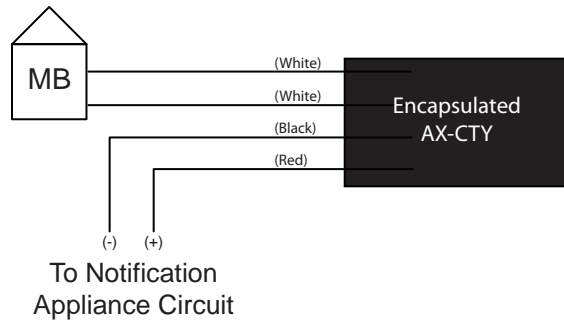 MB
(White)
(White)
(Black)
(Red)
Encapsulated
AX-CTY
(-)
(+)
To Notification
Appliance Circuit